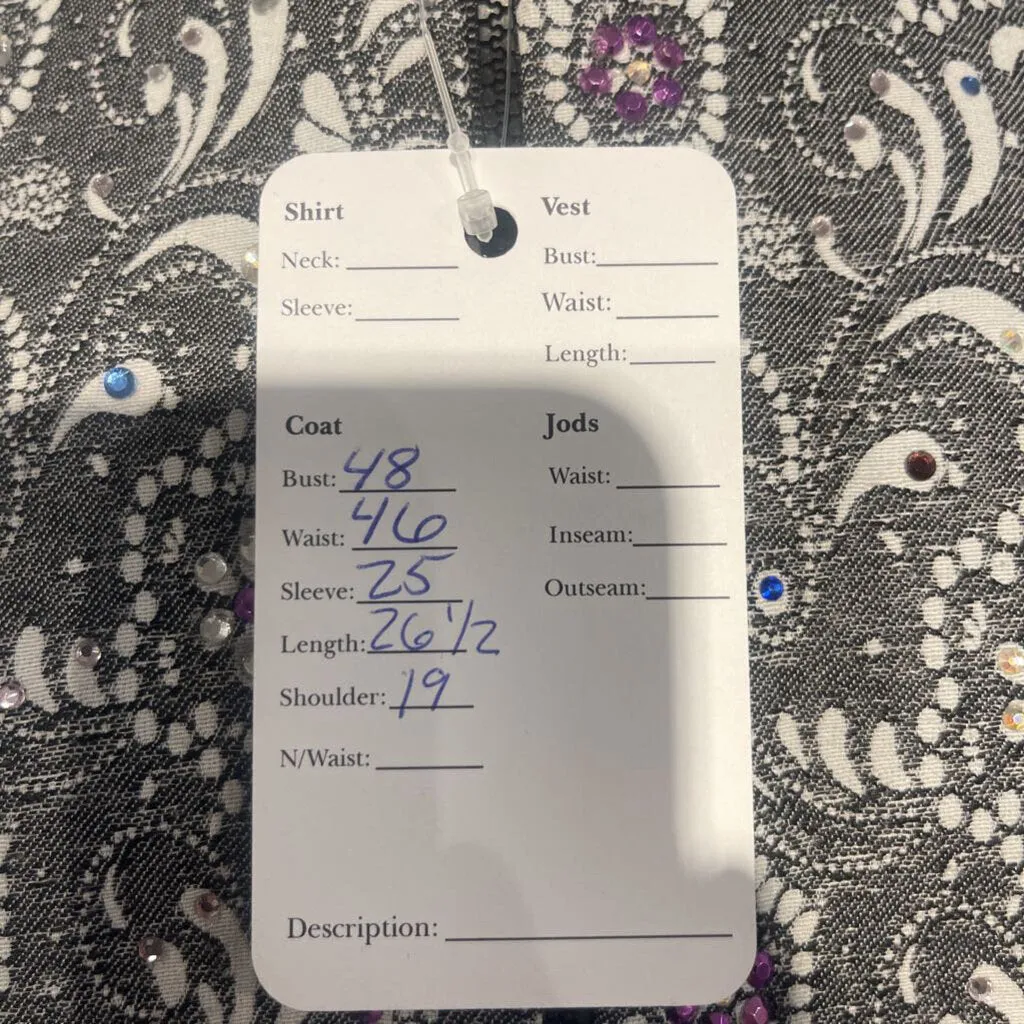 Shirt
Neck:
Sleeve:
Vest
Bust:
Waist:
Length:
Coat
Bust: 48
Waist: 46
Sleeve: 25
Length: 26 1/2
Shoulder: 19
N/Waist:
Jods
Waist:
Inseam:
Outseam:
Description: